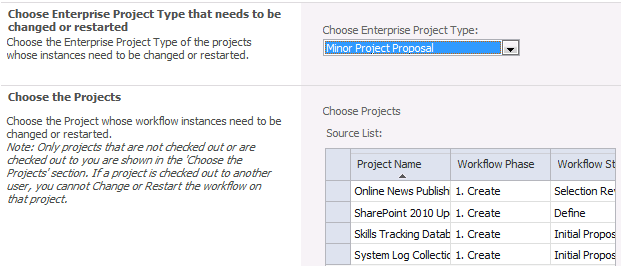 Choose Enterprise Project Type that needs to be
changed or restarted
Choose the Enterprise Project Type of the projects
whose instances need to be changed or restarted.
Choose Enterprise Project Type:
Minor Project Proposal
Choose the Projects
Choose the Project whose workflow instances need to be
changed or restarted.
Note: Only projects that are not checked out or are
checked out to you are shown in the 'Choose the
Projects' section. If a project is checked out to another
user, you cannot Change or Restart the workflow on
that project.
Choose Projects
Source List:
Project Name Workflow Phase Workflow St
Online News Publish 1. Create Selection Rev
SharePoint 2010 Up 1. Create Define
Skills Tracking Datab 1. Create Initial Propos
System Log Collectio 1. Create Initial Propos